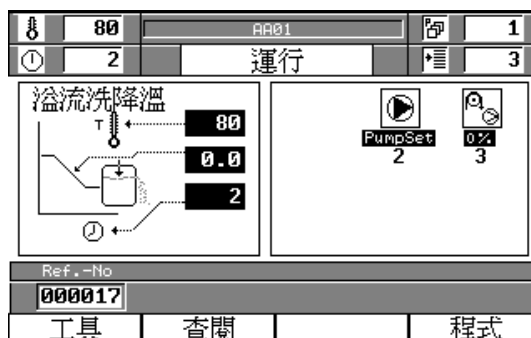 80 AA01 1
2 運行 3
溢流洗降溫
T 80
0.0
2
PumpSet 0%
2 3
Ref.-No
000017
工具 查閱 程式